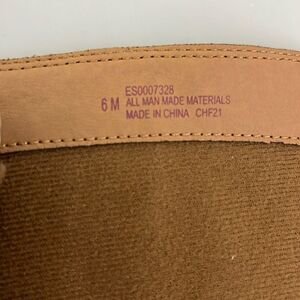 ES0007328
6 M ALL MAN MADE MATERIALS
MADE IN CHINA CHF21